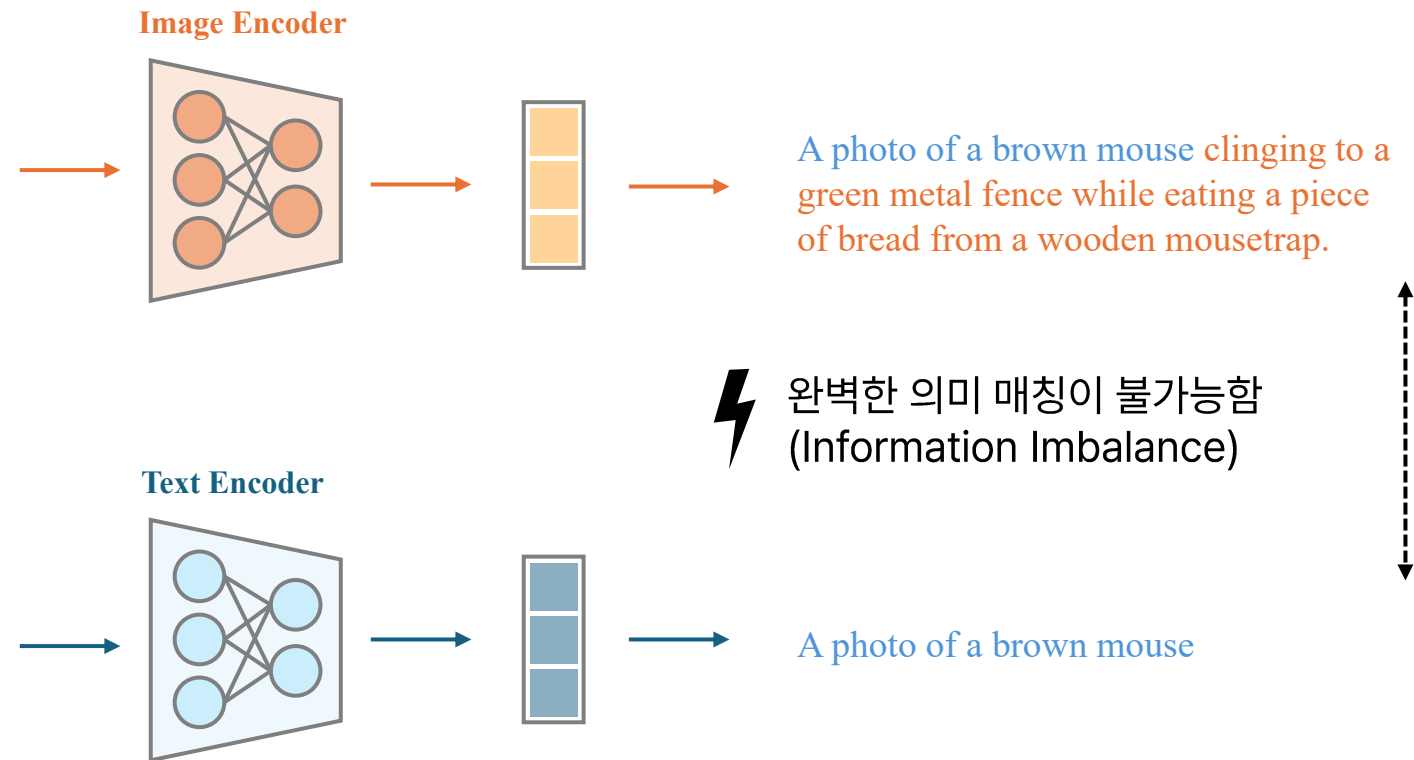 Image Encoder
A photo of a brown mouse clinging to a
green metal fence while eating a piece
of bread from a wooden mousetrap.
완벽한 의미 매칭이 불가능함
(Information Imbalance)
Text Encoder
A photo of a brown mouse